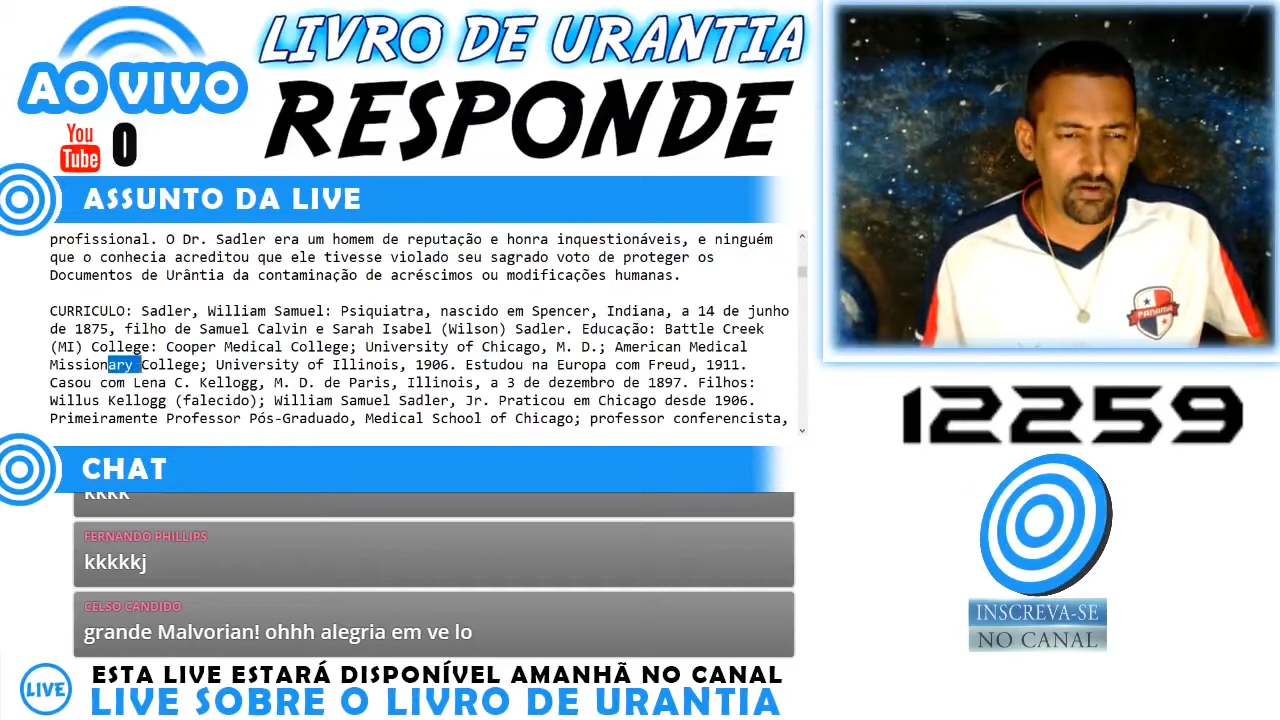 AO VIVO
LIVRO DE URANTIA
RESPONDE
You
Tube
0
ASSUNTO DA LIVE
profissional. O Dr. Sadler era um homem de reputação e honra inquestionáveis, e ninguém
que o conhecia acreditou que ele tivesse violado seu sagrado voto de proteger os
Documentos de Urântia da contaminação de acréscimos ou modificações humanas.
CURRICULO: Sadler, William Samuel: Psiquiatra, nascido em Spencer, Indiana, a 14 de junho
de 1875, filho de Samuel Calvin e Sarah Isabel (Wilson) Sadler. Educação: Battle Creek
(MI) College: Cooper Medical College; University of Chicago, M. D.; American Medical
Missionary College; University of Illinois, 1906. Estudou na Europa com Freud, 1911.
Casou com Lena C. Kellogg, M. D. de Paris, Illinois, a 3 de dezembro de 1897. Filhos:
Willus Kellogg (falecido); William Samuel Sadler, Jr. Praticou em Chicago desde 1906.
Primeiramente Professor Pós-Graduado, Medical School of Chicago; professor conferencista,
CHAT
kkkk
FERNANDO PHILLIPS
kkkkkj
CELSO CANDIDO
grande Malvorian! ohhh alegria em ve lo
LIVE
ESTA LIVE ESTARÁ DISPONÍVEL AMANHÃ NO CANAL
LIVE SOBRE O LIVRO DE URANTIA
PANAMA
12259
INSCREVA-SE
NO CANAL